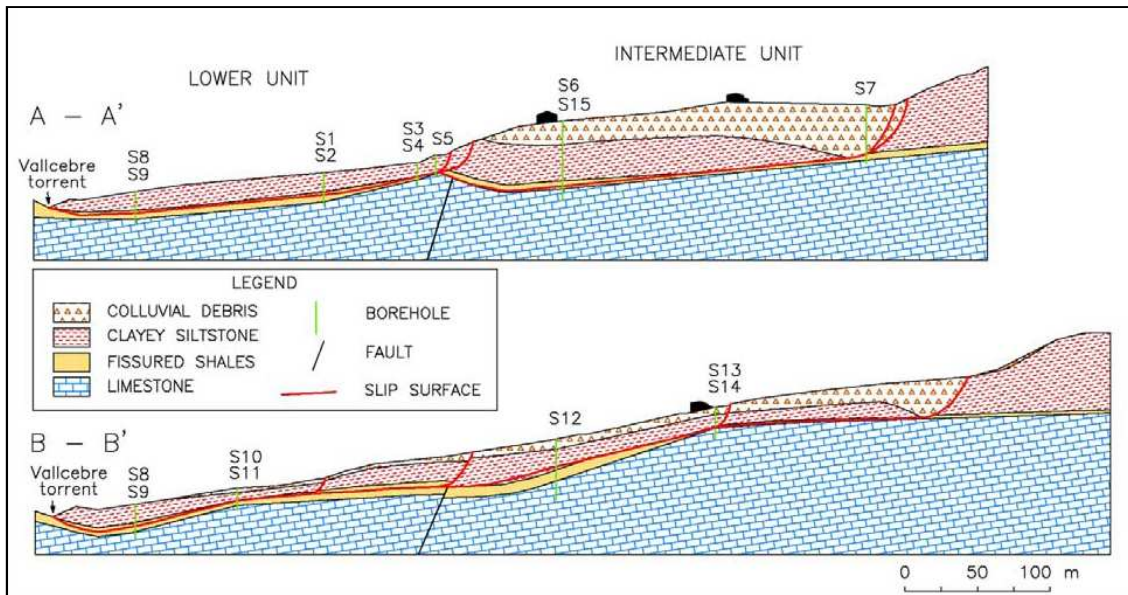 LOWER UNIT
INTERMEDIATE UNIT
A – A'
Vallcebre
torrent
S8
S9
S1
S2
S3
S4
S5
S6
S15
S7
LEGEND
COLLUVIAL DEBRIS
CLAYEY SILTSTONE
FISSURED SHALES
LIMESTONE
BOREHOLE
FAULT
SLIP SURFACE
B – B'
Vallcebre
torrent
S8
S9
S10
S11
S12
S13
S14
0 50 100 m